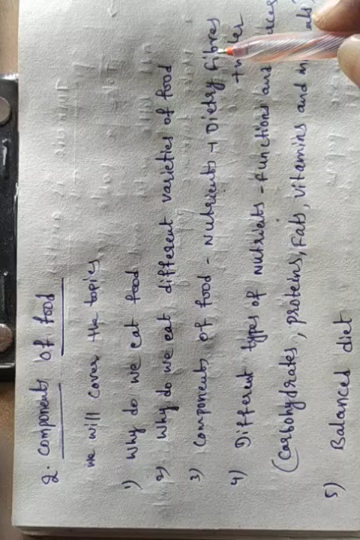 2. Components of food
we will cover the topics,
1) Why do we eat food
2) Why do we eat different varieties of food
3) Components of food - Nutrients + Dietary Fibres
4) Different types of Nutrients - Functions and
(Carbohydrates, proteins, Fats, vitamins and
5) Balanced diet